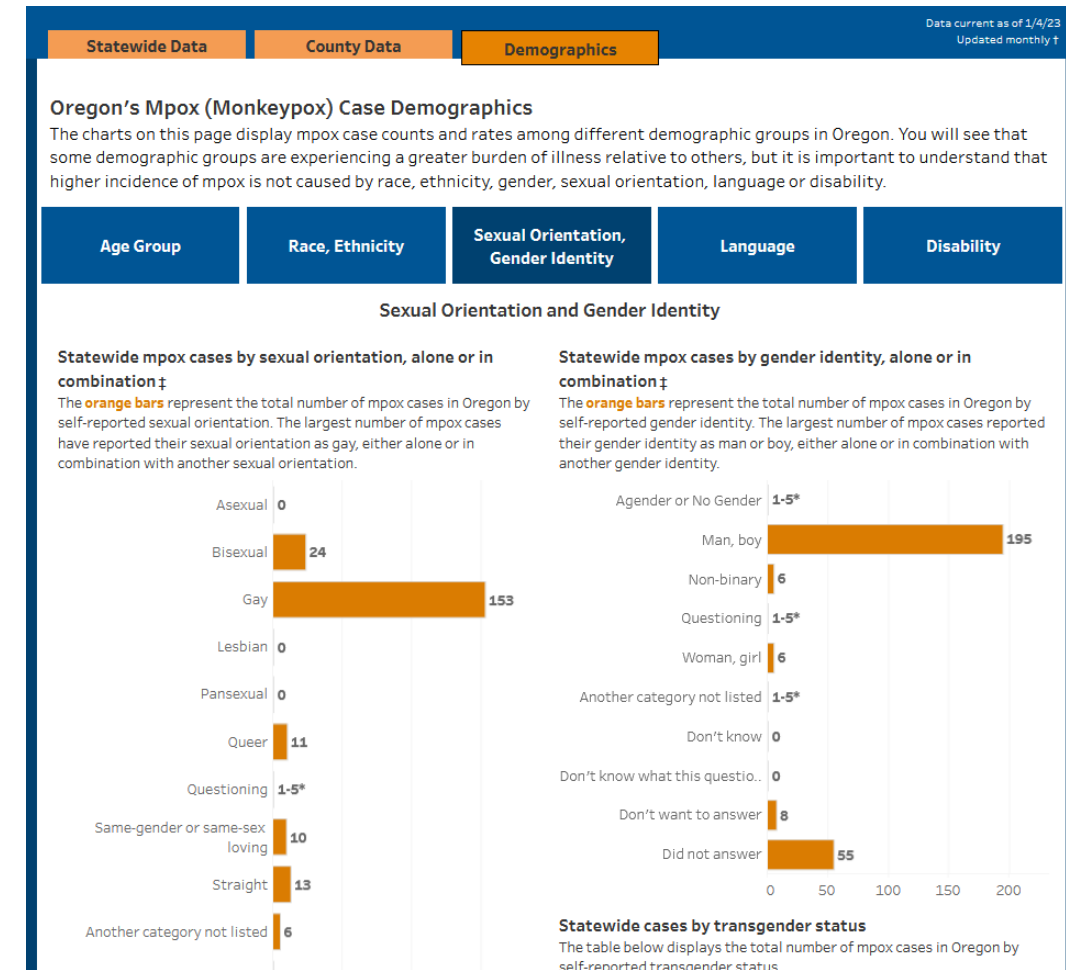 Data current as of 1/4/23
Updated monthly †
Statewide Data
County Data
Demographics
Oregon's Mpox (Monkeypox) Case Demographics
The charts on this page display mpox case counts and rates among different demographic groups in Oregon. You will see that
some demographic groups are experiencing a greater burden of illness relative to others, but it is important to understand that
higher incidence of mpox is not caused by race, ethnicity, gender, sexual orientation, language or disability.
Age Group
Race, Ethnicity
Sexual Orientation,
Gender Identity
Language
Disability
Sexual Orientation and Gender Identity
Statewide mpox cases by sexual orientation, alone or in
combination ‡
The orange bars represent the total number of mpox cases in Oregon by
self-reported sexual orientation. The largest number of mpox cases
have reported their sexual orientation as gay, either alone or in
combination with another sexual orientation.
Asexual 0
Bisexual 24
Gay 153
Lesbian 0
Pansexual 0
Queer 11
Questioning 1-5*
Same-gender or same-sex
loving 10
Straight 13
Another category not listed 6
Statewide mpox cases by gender identity, alone or in
combination ‡
The orange bars represent the total number of mpox cases in Oregon by
self-reported gender identity. The largest number of mpox cases reported
their gender identity as man or boy, either alone or in combination with
another gender identity.
Agender or No Gender 1-5*
Man, boy 195
Non-binary 6
Questioning 1-5*
Woman, girl 6
Another category not listed 1-5*
Don't know 0
Don't know what this questio.. 0
Don't want to answer 8
Did not answer 55
0 50 100 150 200
Statewide cases by transgender status
The table below displays the total number of mpox cases in Oregon by
self-reported transgender status